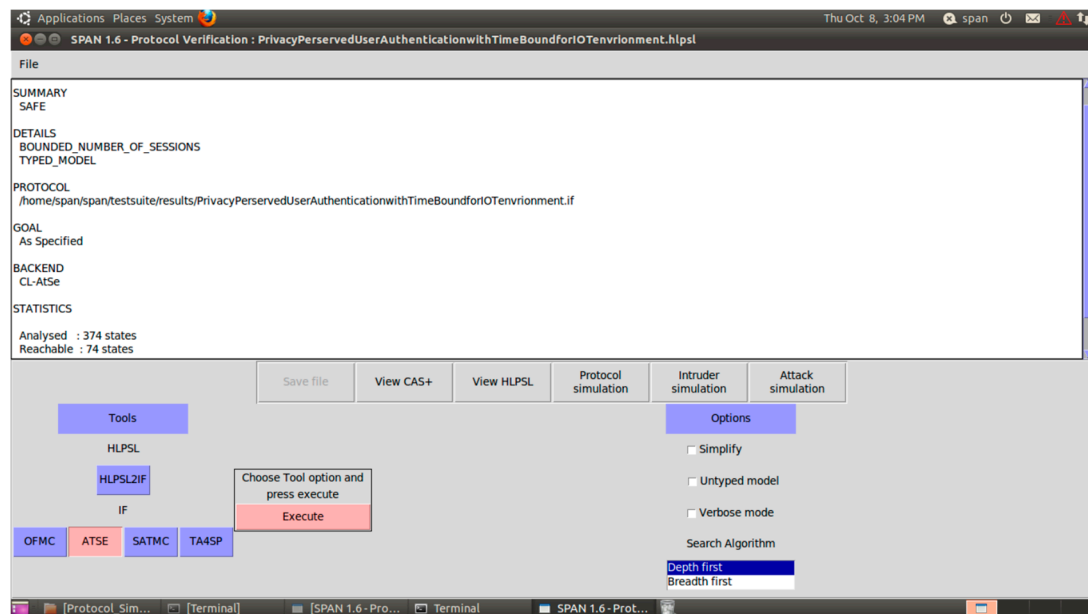 Applications Places System Thu Oct 8, 3:04 PM span
SPAN 1.6 - Protocol Verification : PrivacyPerservedUserAuthenticationwithTimeBoundforIOTenvrionment.hlpsl
File
SUMMARY
SAFE
DETAILS
BOUNDED_NUMBER_OF_SESSIONS
TYPED_MODEL
PROTOCOL
/home/span/span/testsuite/results/PrivacyPerservedUserAuthenticationwithTimeBoundforIOTenvrionment.if
GOAL
As Specified
BACKEND
CL-AtSe
STATISTICS
Analysed : 374 states
Reachable : 74 states
Save file
View CAS+
View HLPSL
Protocol
simulation
Intruder
simulation
Attack
simulation
Tools
HLPSL
HLPSL2IF
IF
OFMC ATSE SATMC TA4SP
Choose Tool option and
press execute
Execute
Options
Simplify
Untyped model
Verbose mode
Search Algorithm
Depth first
Breadth first
[Protocol_Sim... [Terminal] [SPAN 1.6 - Pro... Terminal SPAN 1.6 - Prot...